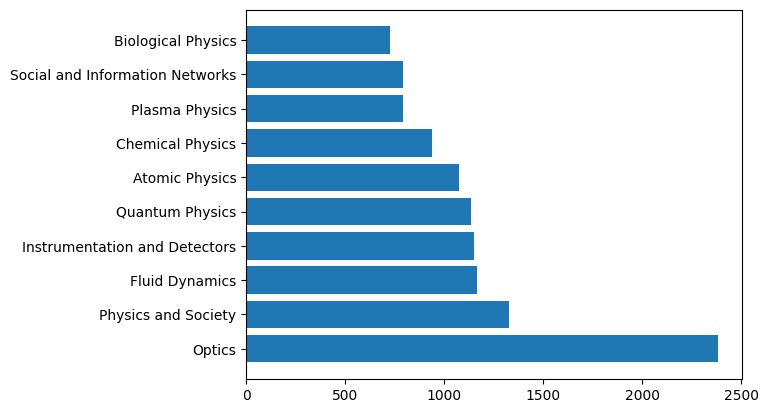 Biological Physics
Social and Information Networks
Plasma Physics
Chemical Physics
Atomic Physics
Quantum Physics
Instrumentation and Detectors
Fluid Dynamics
Physics and Society
Optics
0 500 1000 1500 2000 2500